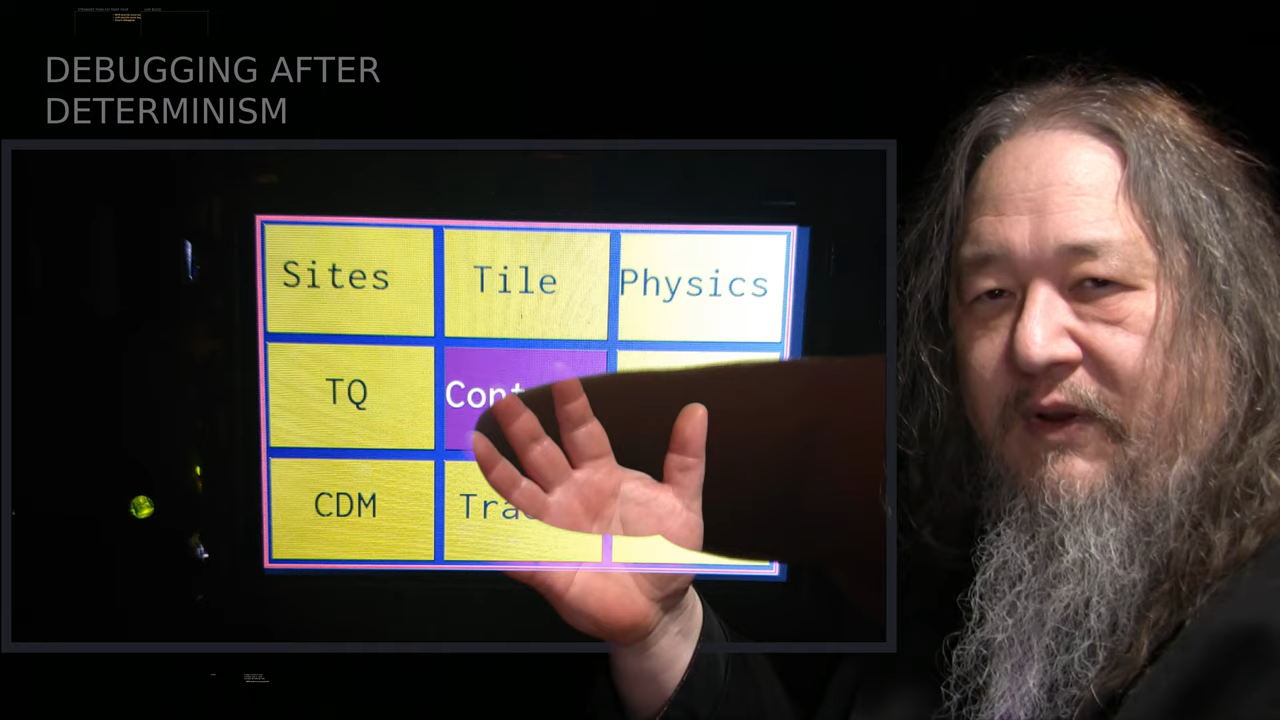 DEBUGGING AFTER
DETERMINISM
Sites Tile Physics
TQ
CDM